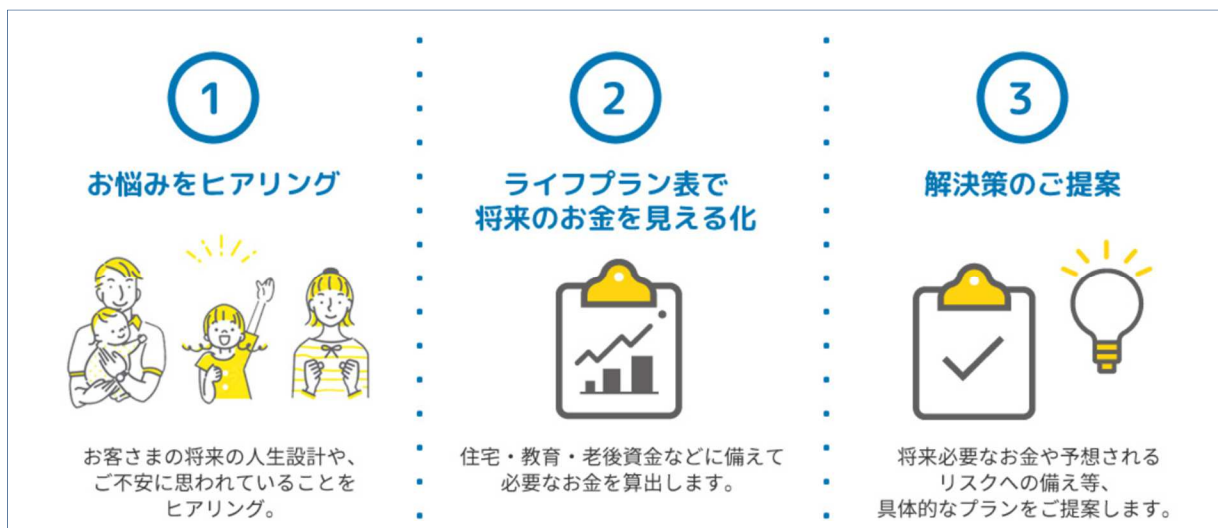 1
お悩みをヒアリング
お客さまの将来の人生設計や、
ご不安に思われていることを
ヒアリング。
2
ライフプラン表で
将来のお金を見える化
住宅・教育・老後資金などに備えて
必要なお金を算出します。
3
解決策のご提案
将来必要なお金や予想される
リスクへの備え等、
具体的なプランをご提案します。